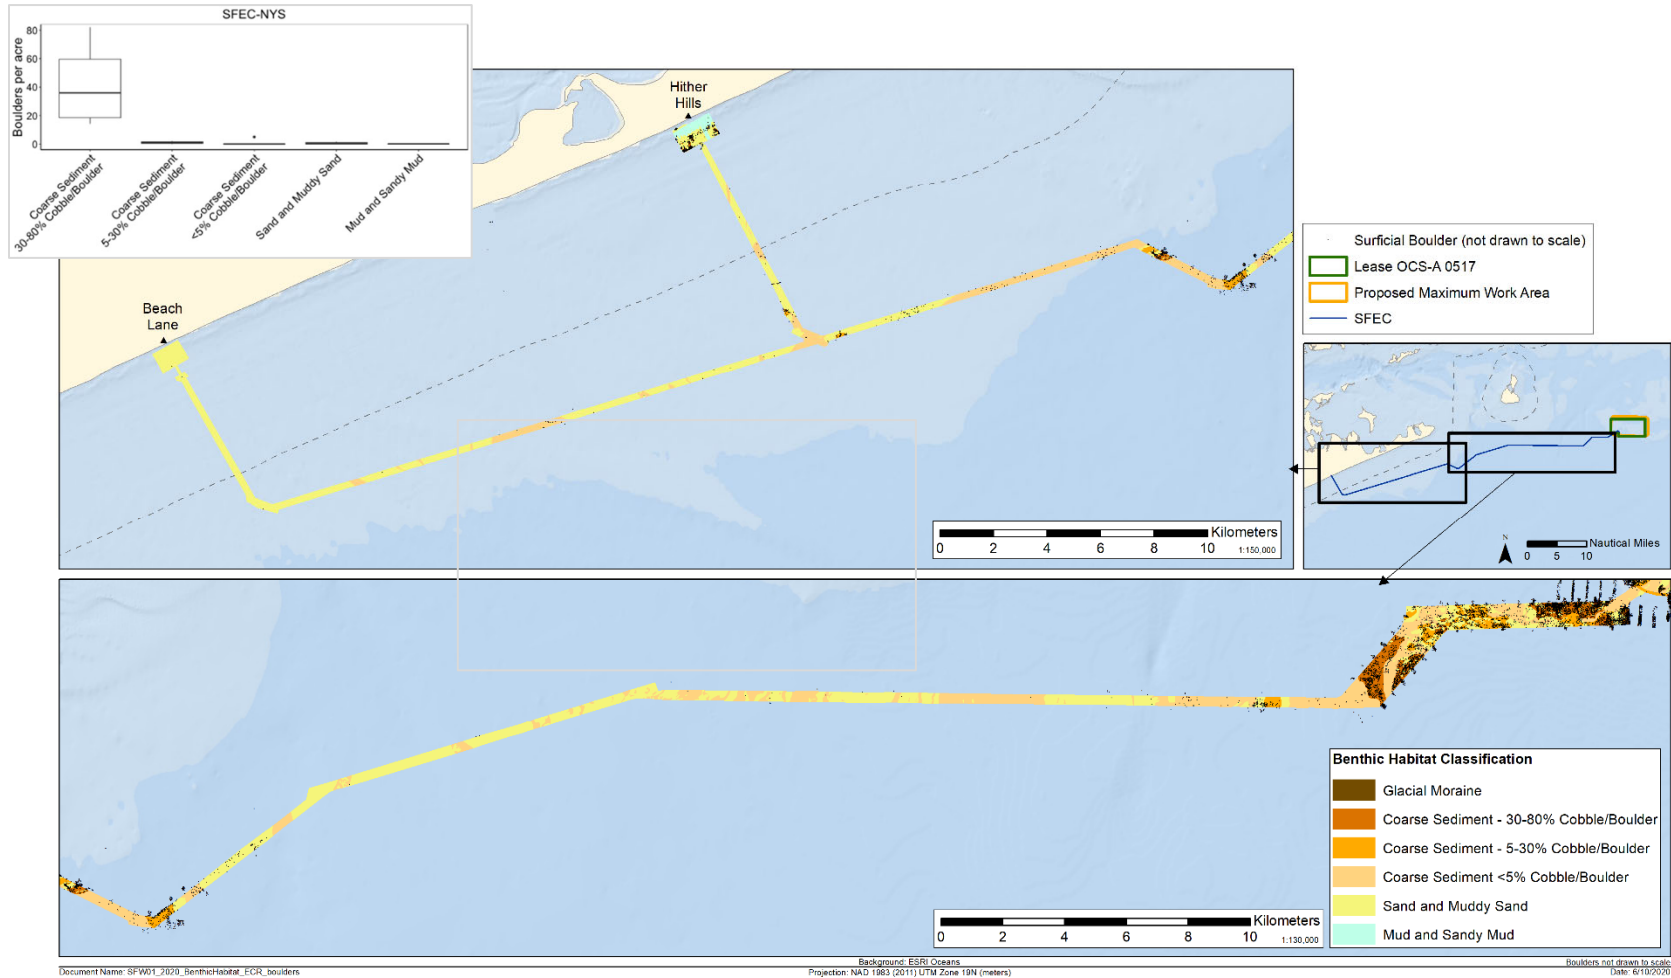 SFEC-NYS
Boulders per acre
80
60
40
20
0
Coarse Sediment
30-80% Cobble/Boulder
Coarse Sediment
5-30% Cobble/Boulder
Coarse Sediment
<5% Cobble/Boulder
Sand and Muddy Sand
Mud and Sandy Mud
Hither
Hills
Beach
Lane
Kilometers
0 2 4 6 8 10
1:150,000
Surficial Boulder (not drawn to scale)
Lease OCS-A 0517
Proposed Maximum Work Area
SFEC
N
Nautical Miles
0 5 10
Benthic Habitat Classification
Glacial Moraine
Coarse Sediment - 30-80% Cobble/Boulder
Coarse Sediment - 5-30% Cobble/Boulder
Coarse Sediment <5% Cobble/Boulder
Sand and Muddy Sand
Mud and Sandy Mud
Kilometers
0 2 4 6 8 10
1:130,000
Document Name: SFW01_2020_BenthicHabitat_ECR_boulders
Background: ESRI Oceans
Projection: NAD 1983 (2011) UTM Zone 19N (meters)
Boulders not drawn to scale
Date: 6/10/2020